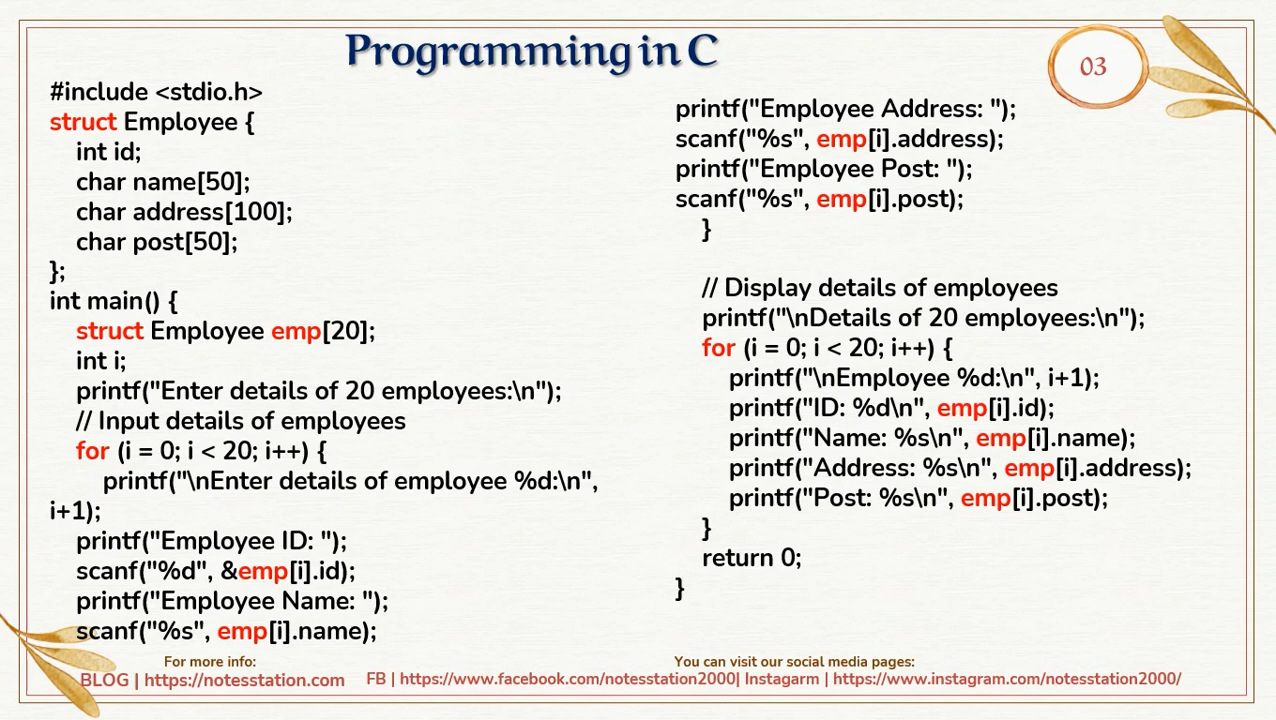 Programming in C
03
#include <stdio.h>
struct Employee {
    int id;
    char name[50];
    char address[100];
    char post[50];
};
int main() {
    struct Employee emp[20];
    int i;
    printf("Enter details of 20 employees:\n");
    // Input details of employees
    for (i = 0; i < 20; i++) {
        printf("\nEnter details of employee %d:\n",
i+1);
    printf("Employee ID: ");
    scanf("%d", &emp[i].id);
    printf("Employee Name: ");
    scanf("%s", emp[i].name);
printf("Employee Address: ");
scanf("%s", emp[i].address);
printf("Employee Post: ");
scanf("%s", emp[i].post);
    }
    // Display details of employees
    printf("\nDetails of 20 employees:\n");
    for (i = 0; i < 20; i++) {
        printf("\nEmployee %d:\n", i+1);
        printf("ID: %d\n", emp[i].id);
        printf("Name: %s\n", emp[i].name);
        printf("Address: %s\n", emp[i].address);
        printf("Post: %s\n", emp[i].post);
    }
    return 0;
}
For more info:
BLOG | https://notesstation.com
You can visit our social media pages:
FB | https://www.facebook.com/notesstation2000| Instagarm | https://www.instagram.com/notesstation2000/